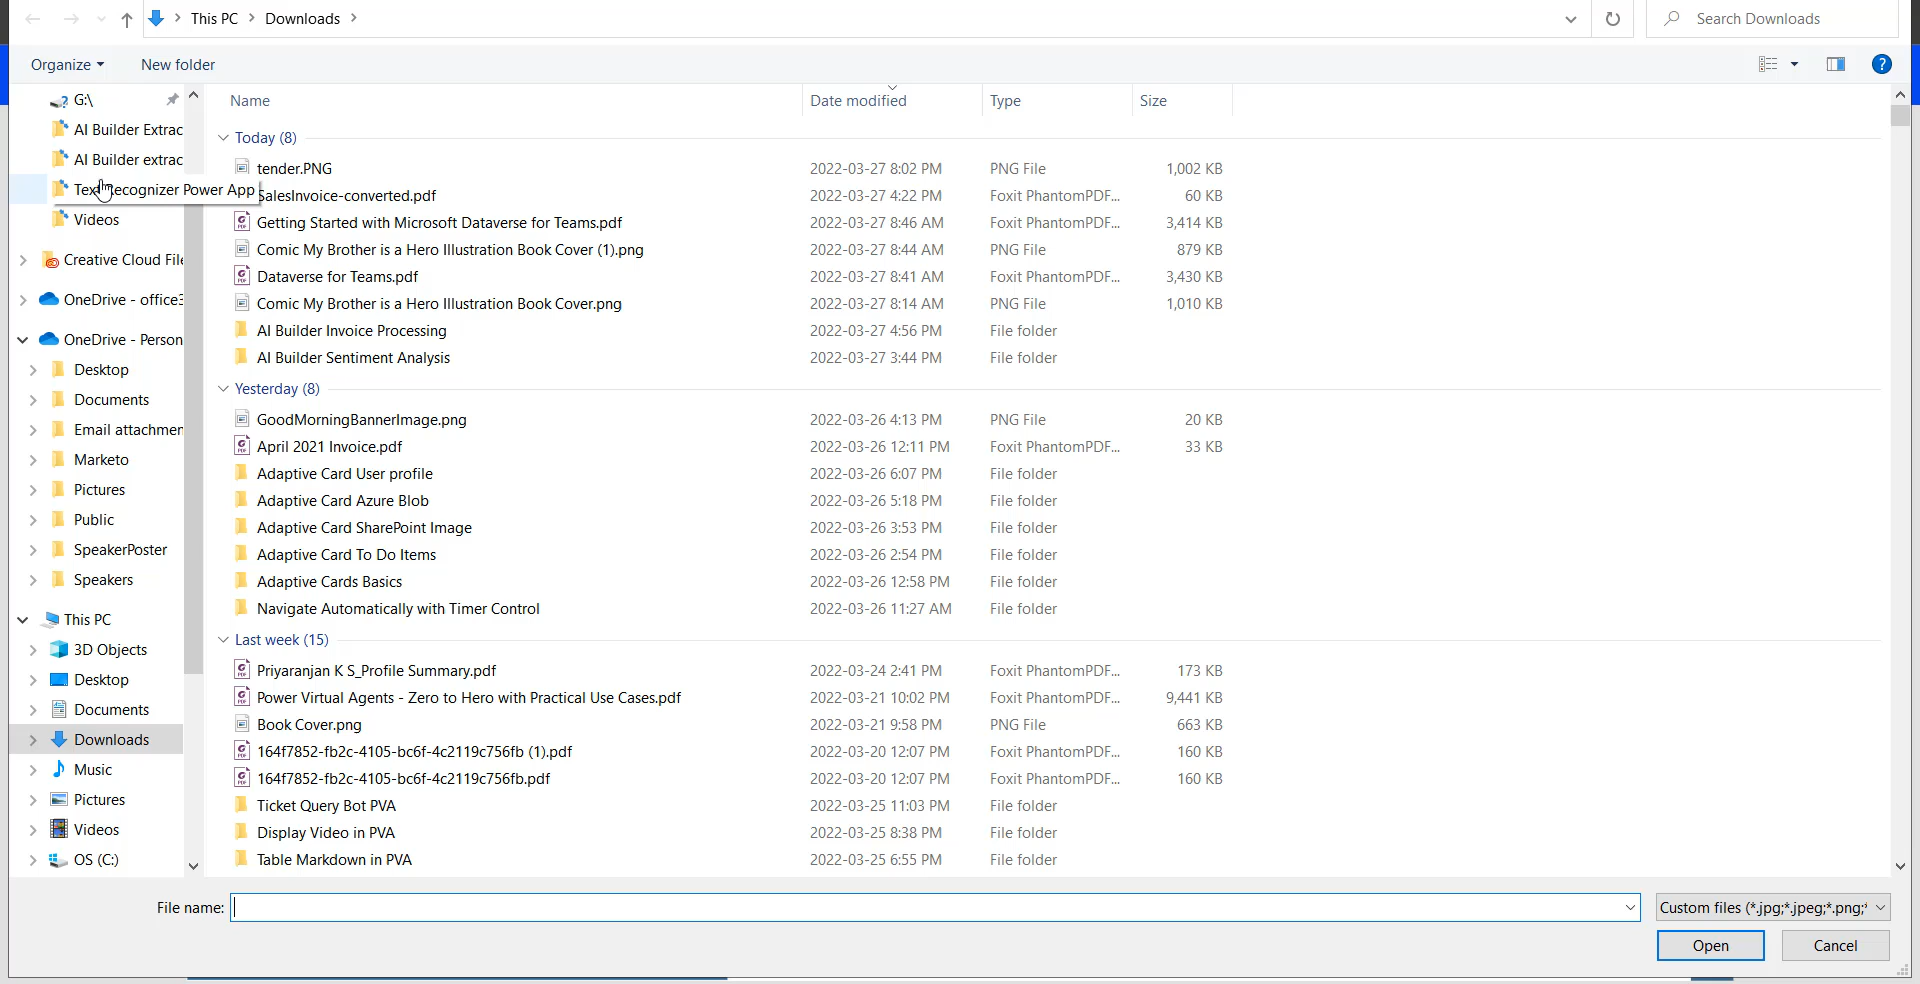 This PC > Downloads >
Search Downloads
Organize
New folder
Name
Date modified
Type
Size
G:\
AI Builder Extrac
AI Builder extrac
Text Recognizer Power App
Videos
Creative Cloud File
OneDrive - office3
OneDrive - Person
Desktop
Documents
Email attachmen
Marketo
Pictures
Public
SpeakerPoster
Speakers
This PC
3D Objects
Desktop
Documents
Downloads
Music
Pictures
Videos
OS (C:)
Today (8)
tender.PNG 2022-03-27 8:02 PM PNG File 1,002 KB
SalesInvoice-converted.pdf 2022-03-27 4:22 PM Foxit PhantomPDF... 60 KB
Getting Started with Microsoft Dataverse for Teams.pdf 2022-03-27 8:46 AM Foxit PhantomPDF... 3,414 KB
Comic My Brother is a Hero Illustration Book Cover (1).png 2022-03-27 8:44 AM PNG File 879 KB
Dataverse for Teams.pdf 2022-03-27 8:41 AM Foxit PhantomPDF... 3,430 KB
Comic My Brother is a Hero Illustration Book Cover.png 2022-03-27 8:14 AM PNG File 1,010 KB
AI Builder Invoice Processing 2022-03-27 4:56 PM File folder
AI Builder Sentiment Analysis 2022-03-27 3:44 PM File folder
Yesterday (8)
GoodMorningBannerImage.png 2022-03-26 4:13 PM PNG File 20 KB
April 2021 Invoice.pdf 2022-03-26 12:11 PM Foxit PhantomPDF... 33 KB
Adaptive Card User profile 2022-03-26 6:07 PM File folder
Adaptive Card Azure Blob 2022-03-26 5:18 PM File folder
Adaptive Card SharePoint Image 2022-03-26 3:53 PM File folder
Adaptive Card To Do Items 2022-03-26 2:54 PM File folder
Adaptive Cards Basics 2022-03-26 12:58 PM File folder
Navigate Automatically with Timer Control 2022-03-26 11:27 AM File folder
Last week (15)
Priyaranjan K S_Profile Summary.pdf 2022-03-24 2:41 PM Foxit PhantomPDF... 173 KB
Power Virtual Agents - Zero to Hero with Practical Use Cases.pdf 2022-03-21 10:02 PM Foxit PhantomPDF... 9,441 KB
Book Cover.png 2022-03-21 9:58 PM PNG File 663 KB
164f7852-fb2c-4105-bc6f-4c2119c756fb (1).pdf 2022-03-20 12:07 PM Foxit PhantomPDF... 160 KB
164f7852-fb2c-4105-bc6f-4c2119c756fb.pdf 2022-03-20 12:07 PM Foxit PhantomPDF... 160 KB
Ticket Query Bot PVA 2022-03-25 11:03 PM File folder
Display Video in PVA 2022-03-25 8:38 PM File folder
Table Markdown in PVA 2022-03-25 6:55 PM File folder
File name:
Custom files (*.jpg;*.jpeg;*.png;*
Open
Cancel